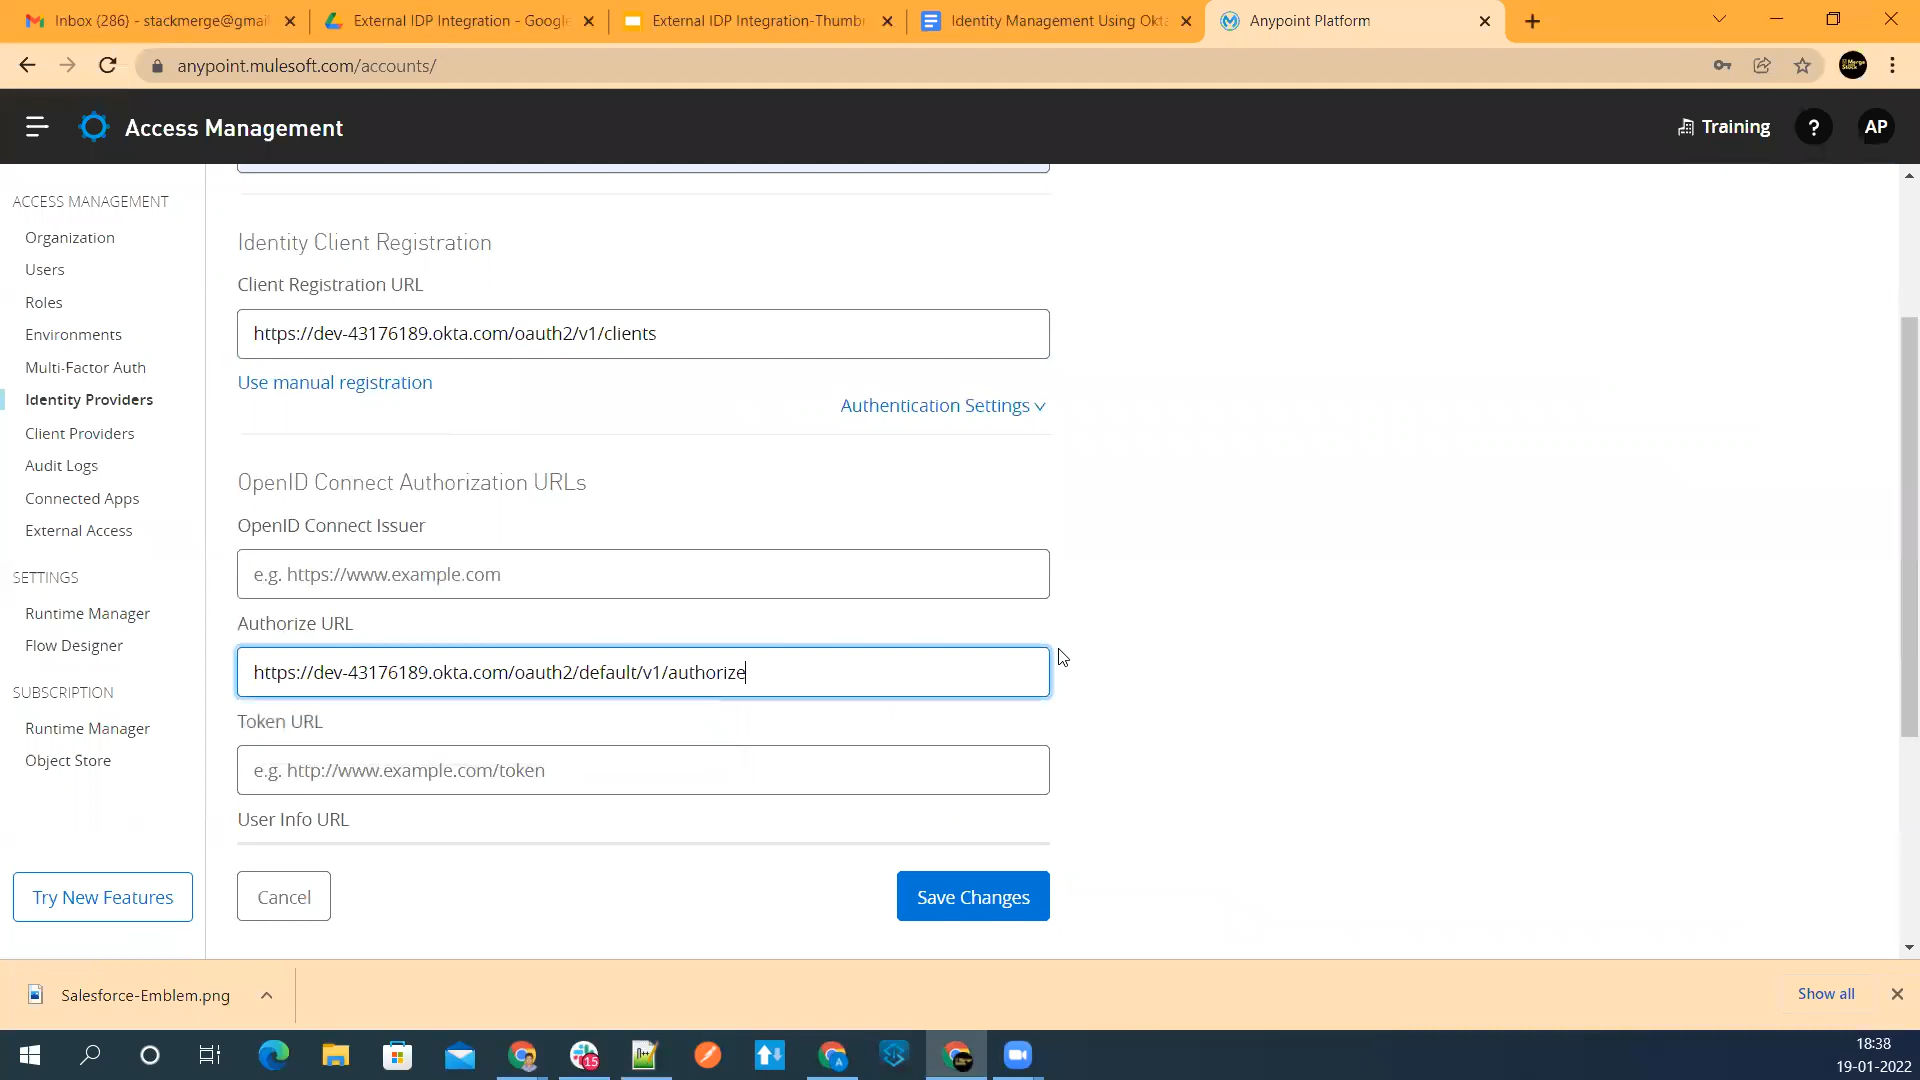 Inbox (286) - stackmerge@gmai
External IDP Integration - Google
External IDP Integration-Thumbn
Identity Management Using Okta
Anypoint Platform
anypoint.mulesoft.com/accounts/
Access Management
Training
?
AP
ACCESS MANAGEMENT
Organization
Users
Roles
Environments
Multi-Factor Auth
Identity Providers
Client Providers
Audit Logs
Connected Apps
External Access
SETTINGS
Runtime Manager
Flow Designer
SUBSCRIPTION
Runtime Manager
Object Store
Try New Features
Identity Client Registration
Client Registration URL
https://dev-43176189.okta.com/oauth2/v1/clients
Use manual registration
Authentication Settings
OpenID Connect Authorization URLs
OpenID Connect Issuer
e.g. https://www.example.com
Authorize URL
https://dev-43176189.okta.com/oauth2/default/v1/authorize
Token URL
e.g. http://www.example.com/token
User Info URL
Cancel
Save Changes
Salesforce-Emblem.png
Show all
15
18:38
19-01-2022